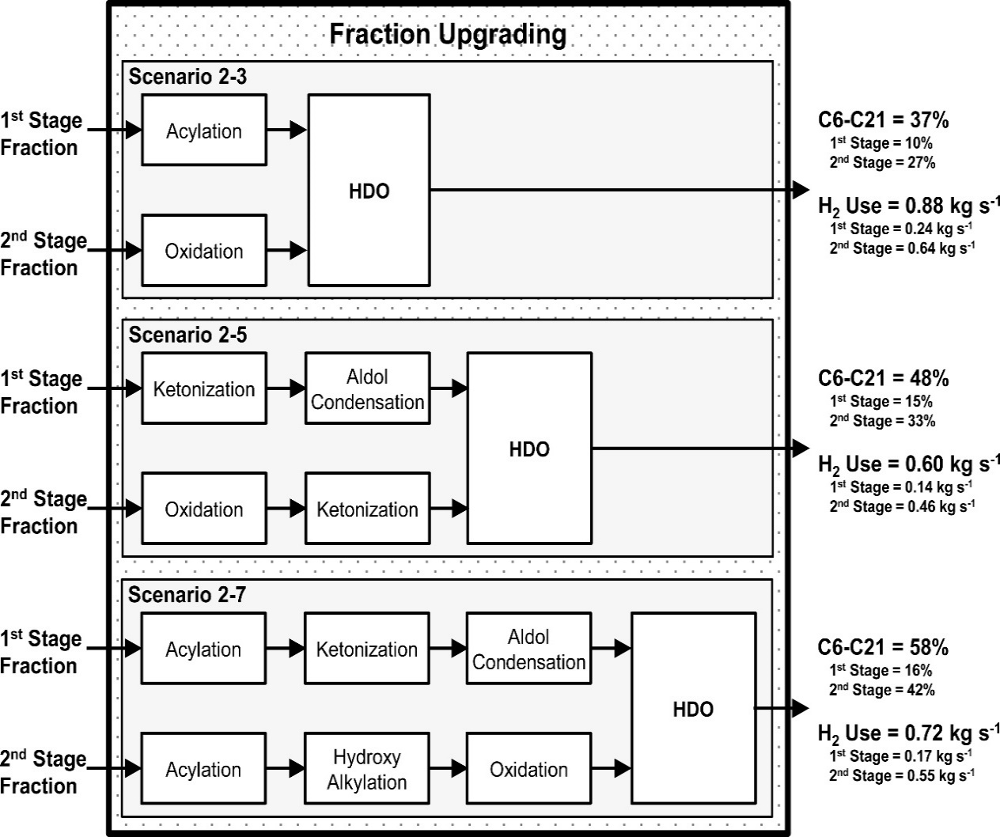 Fraction Upgrading
Scenario 2-3
1st Stage
Fraction
Acylation
2nd Stage
Fraction
Oxidation
HDO
C6-C21 = 37%
1st Stage = 10%
2nd Stage = 27%
H2 Use = 0.88 kg s-1
1st Stage = 0.24 kg s-1
2nd Stage = 0.64 kg s-1
Scenario 2-5
1st Stage
Fraction
Ketonization
Aldol
Condensation
2nd Stage
Fraction
Oxidation
Ketonization
HDO
C6-C21 = 48%
1st Stage = 15%
2nd Stage = 33%
H2 Use = 0.60 kg s-1
1st Stage = 0.14 kg s-1
2nd Stage = 0.46 kg s-1
Scenario 2-7
1st Stage
Fraction
Acylation
Ketonization
Aldol
Condensation
2nd Stage
Fraction
Acylation
Hydroxy
Alkylation
Oxidation
HDO
C6-C21 = 58%
1st Stage = 16%
2nd Stage = 42%
H2 Use = 0.72 kg s-1
1st Stage = 0.17 kg s-1
2nd Stage = 0.55 kg s-1